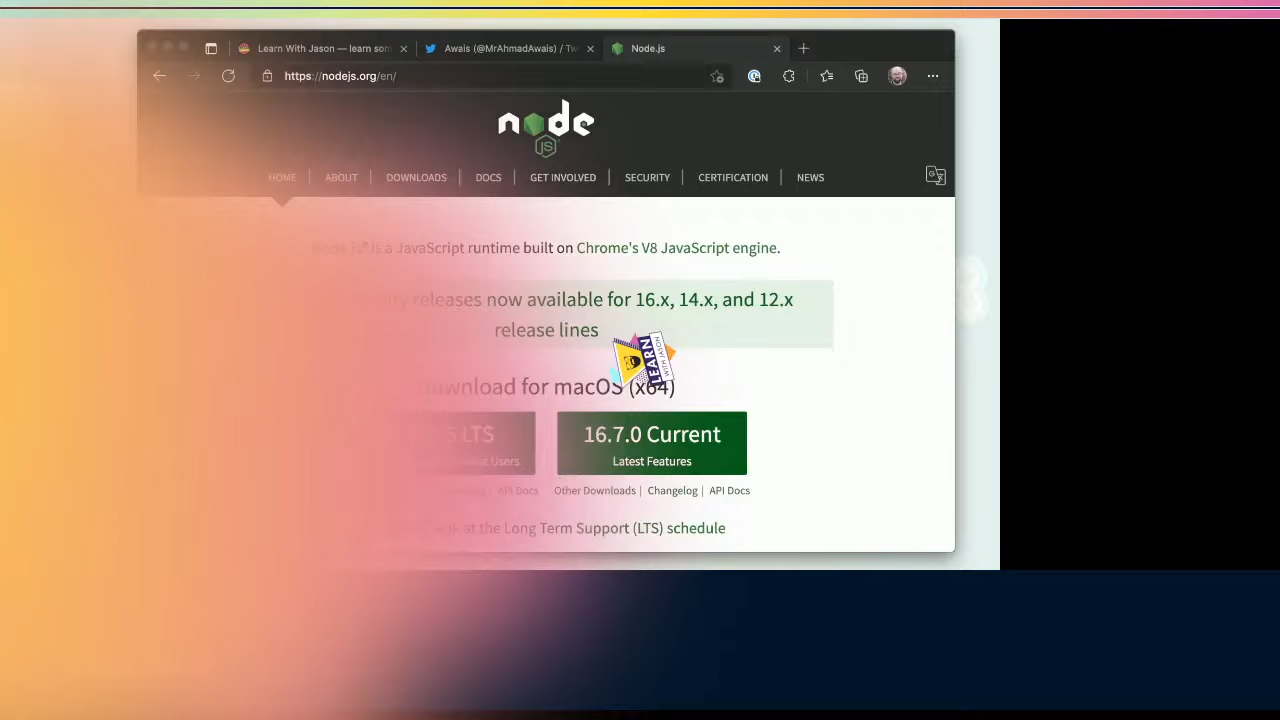 Learn With Jason — learn som
Awais (@MrAhmadAwais) / Tw
Node.js
https://nodejs.org/en/
node
JS
HOME
ABOUT
DOWNLOADS
DOCS
GET INVOLVED
SECURITY
CERTIFICATION
NEWS
is a JavaScript runtime built on Chrome's V8 JavaScript engine.
releases now available for 16.x, 14.x, and 12.x
release lines
LEARN
WITH JASON
Download for macOS (x64)
LTS
16.7.0 Current
Users
Latest Features
API Docs
Other Downloads | Changelog | API Docs
at the Long Term Support (LTS) schedule